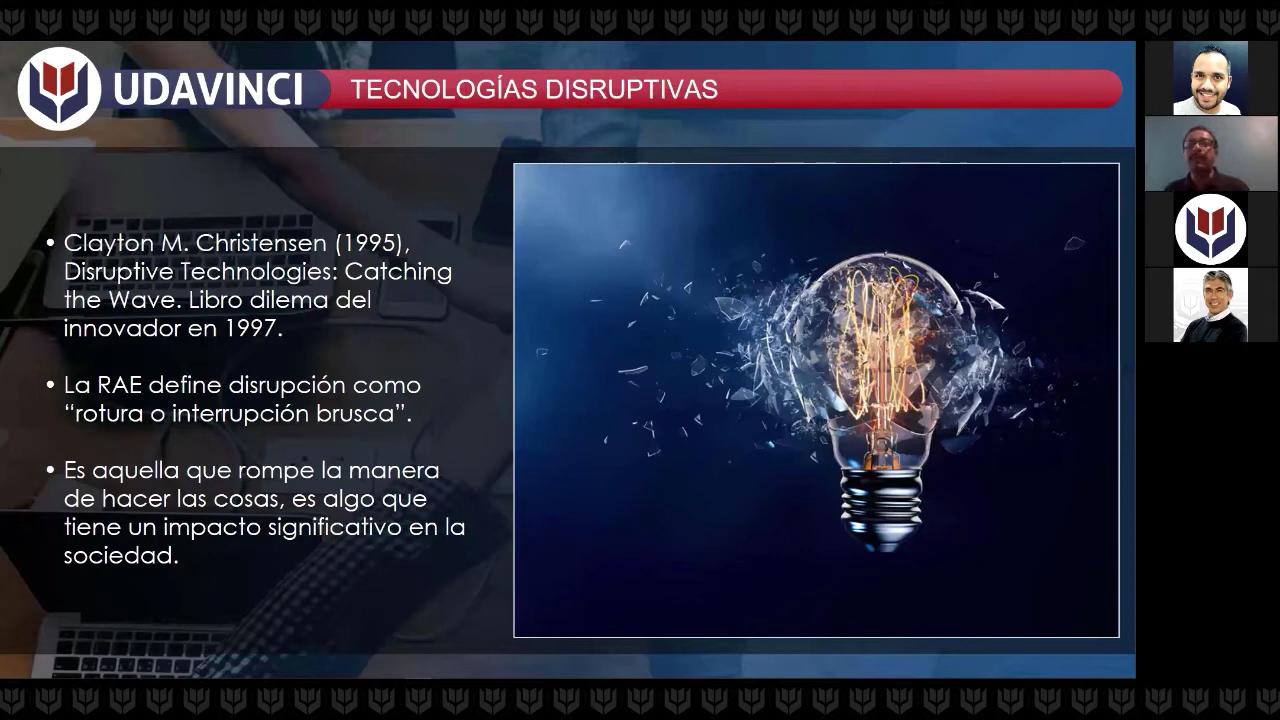 UDAVINCI
TECNOLOGÍAS DISRUPTIVAS
• Clayton M. Christensen (1995),
Disruptive Technologies: Catching
the Wave. Libro dilema del
innovador en 1997.
• La RAE define disrupción como
“rotura o interrupción brusca”.
• Es aquella que rompe la manera
de hacer las cosas, es algo que
tiene un impacto significativo en la
sociedad.